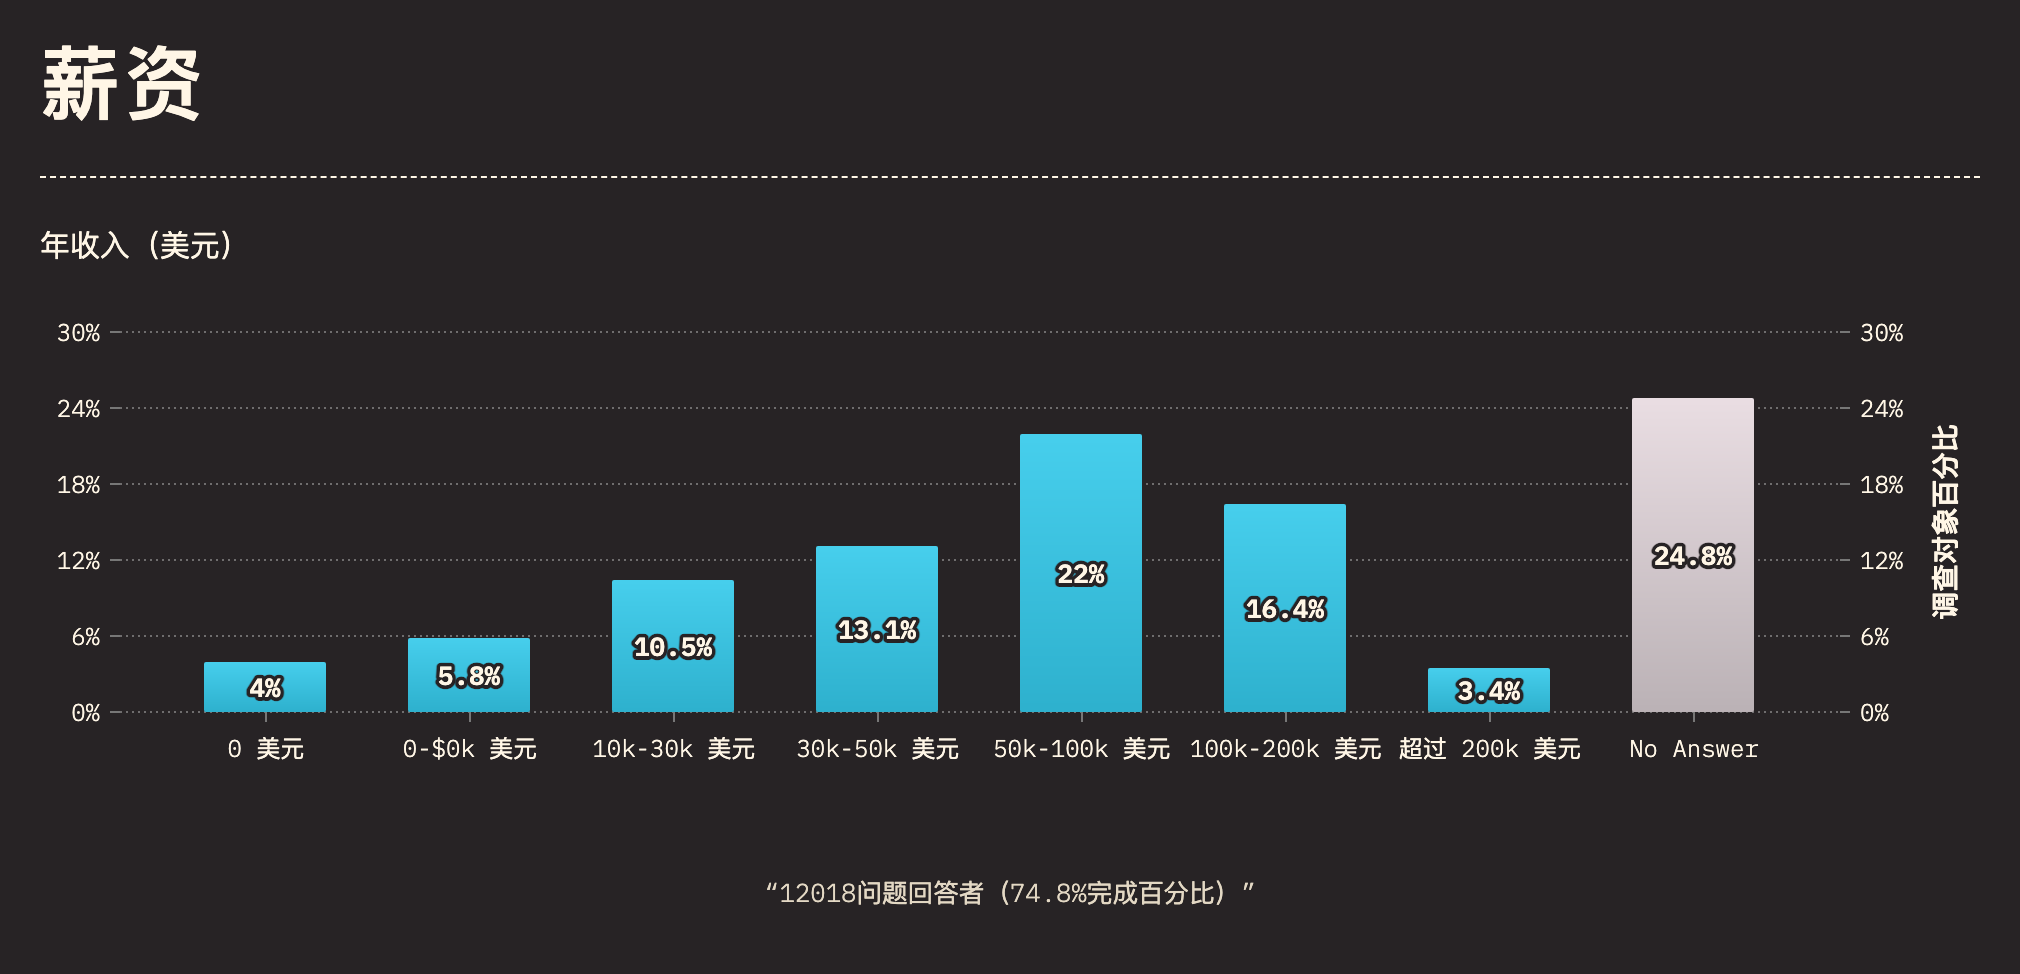 薪资
年收入（美元）
30%
24%
18%
12%
6%
0%
30%
24%
18%
12%
6%
0%
调查对象百分比
4%
5.8%
10.5%
13.1%
22%
16.4%
3.4%
24.8%
0 美元
0-$0k 美元
10k-30k 美元
30k-50k 美元
50k-100k 美元
100k-200k 美元
超过 200k 美元
No Answer
“12018问题回答者（74.8%完成百分比）”